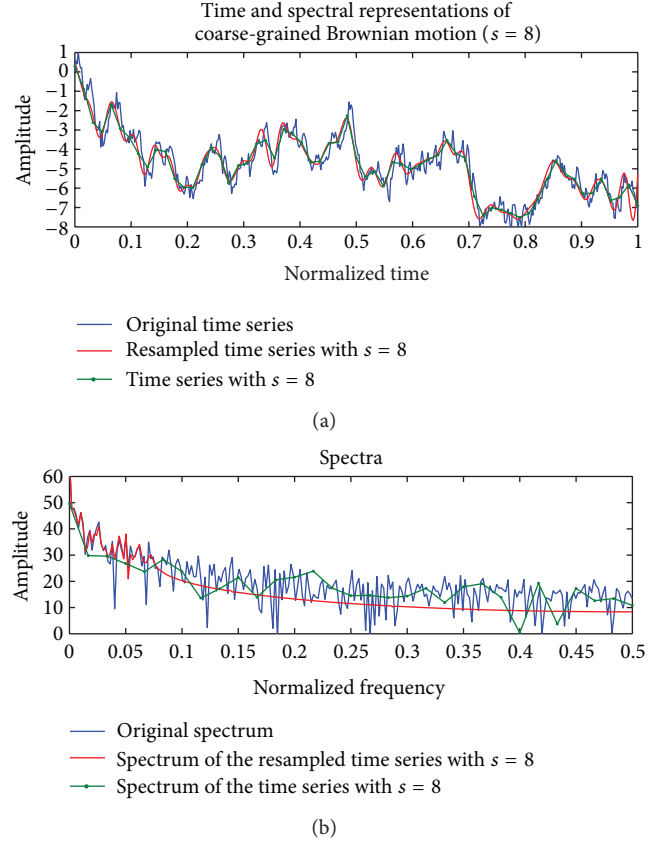 Time and spectral representations of
coarse-grained Brownian motion (s = 8)
Amplitude
1
0
−1
−2
−3
−4
−5
−6
−7
−8
0 0.1 0.2 0.3 0.4 0.5 0.6 0.7 0.8 0.9 1
Normalized time
Original time series
Resampled time series with s = 8
Time series with s = 8
(a)
Spectra
Amplitude
60
50
40
30
20
10
0
0 0.05 0.1 0.15 0.2 0.25 0.3 0.35 0.4 0.45 0.5
Normalized frequency
Original spectrum
Spectrum of the resampled time series with s = 8
Spectrum of the time series with s = 8
(b)